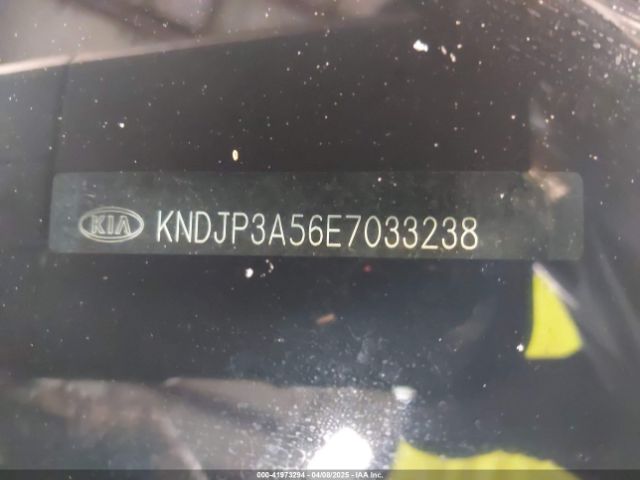 KIA KNDJP3A56E7033238
000-41973294 - 04/08/2025 - IAA Inc.